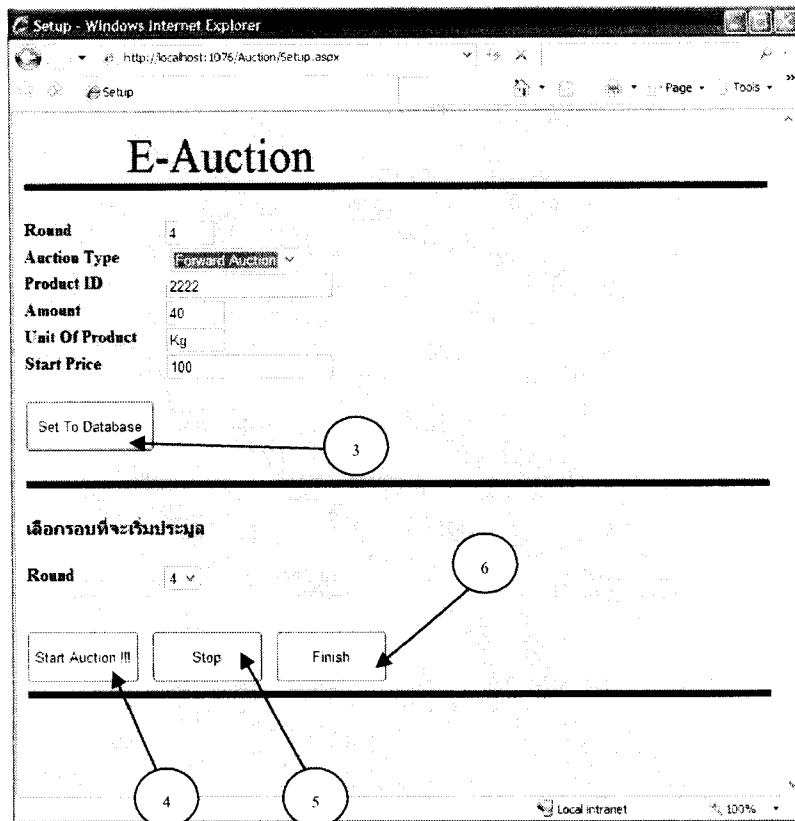 Setup - Windows Internet Explorer
http://localhost:1076/Auction/Setup.aspx
Setup
Page
Tools
E-Auction
Round 4
Auction Type Forward Auction
Product ID 2222
Amount 40
Unit Of Product Kg
Start Price 100
Set To Database
3
เลือกรอบที่จะเริ่มประมูล
Round 4
6
Start Auction !!! Stop Finish
4
5
Local intranet
100%